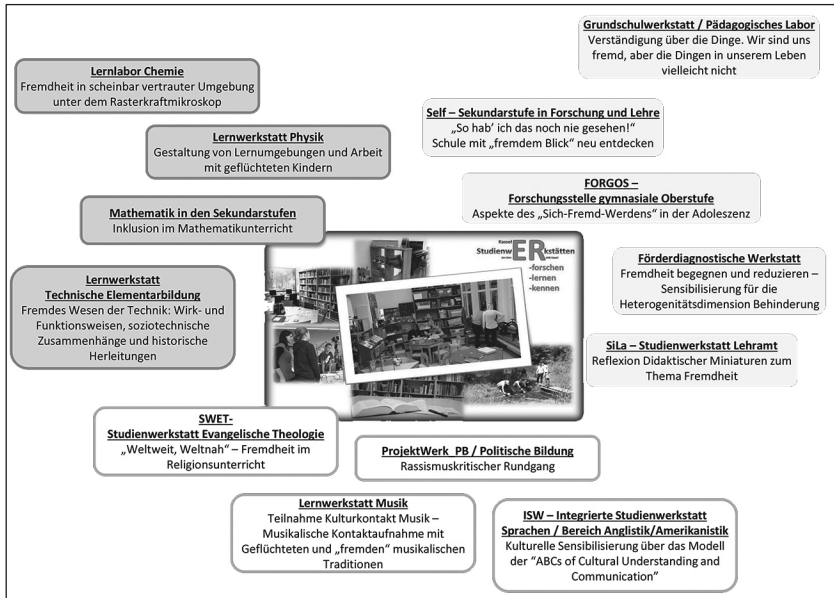 Grundschulwerkstatt / Pädagogisches Labor
Verständigung über die Dinge. Wir sind uns
fremd, aber die Dingen in unserem Leben
vielleicht nicht
Lernlabor Chemie
Fremdheit in scheinbar vertrauter Umgebung
unter dem Rasterkraftmikroskop
Self – Sekundarstufe in Forschung und Lehre
„So hab' ich das noch nie gesehen!"
Schule mit „fremdem Blick" neu entdecken
Lernwerkstatt Physik
Gestaltung von Lernumgebungen und Arbeit
mit geflüchteten Kindern
FORGOS –
Forschungsstelle gymnasiale Oberstufe
Aspekte des „Sich-Fremd-Werdens" in der Adoleszenz
Mathematik in den Sekundarstufen
Inklusion im Mathematikunterricht
Kassel
StudienwERkstätten
-forschen
-lernen
-kennen
Förderdiagnostische Werkstatt
Fremdheit begegnen und reduzieren –
Sensibilisierung für die
Heterogenitätsdimension Behinderung
Lernwerkstatt
Technische Elementarbildung
Fremdes Wesen der Technik: Wirk- und
Funktionsweisen, soziotechnische
Zusammenhänge und historische
Herleitungen
SiLa – Studienwerkstatt Lehramt
Reflexion Didaktischer Miniaturen zum
Thema Fremdheit
SWET-
Studienwerkstatt Evangelische Theologie
„Weltweit, Weltnah" – Fremdheit im
Religionsunterricht
ProjektWerk_PB / Politische Bildung
Rassismuskritischer Rundgang
Lernwerkstatt Musik
Teilnahme Kulturkontakt Musik –
Musikalische Kontaktaufnahme mit
Geflüchteten und „fremden" musikalischen
Traditionen
ISW – Integrierte Studienwerkstatt
Sprachen / Bereich Anglistik/Amerikanistik
Kulturelle Sensibilisierung über das Modell
der "ABCs of Cultural Understanding and
Communication"